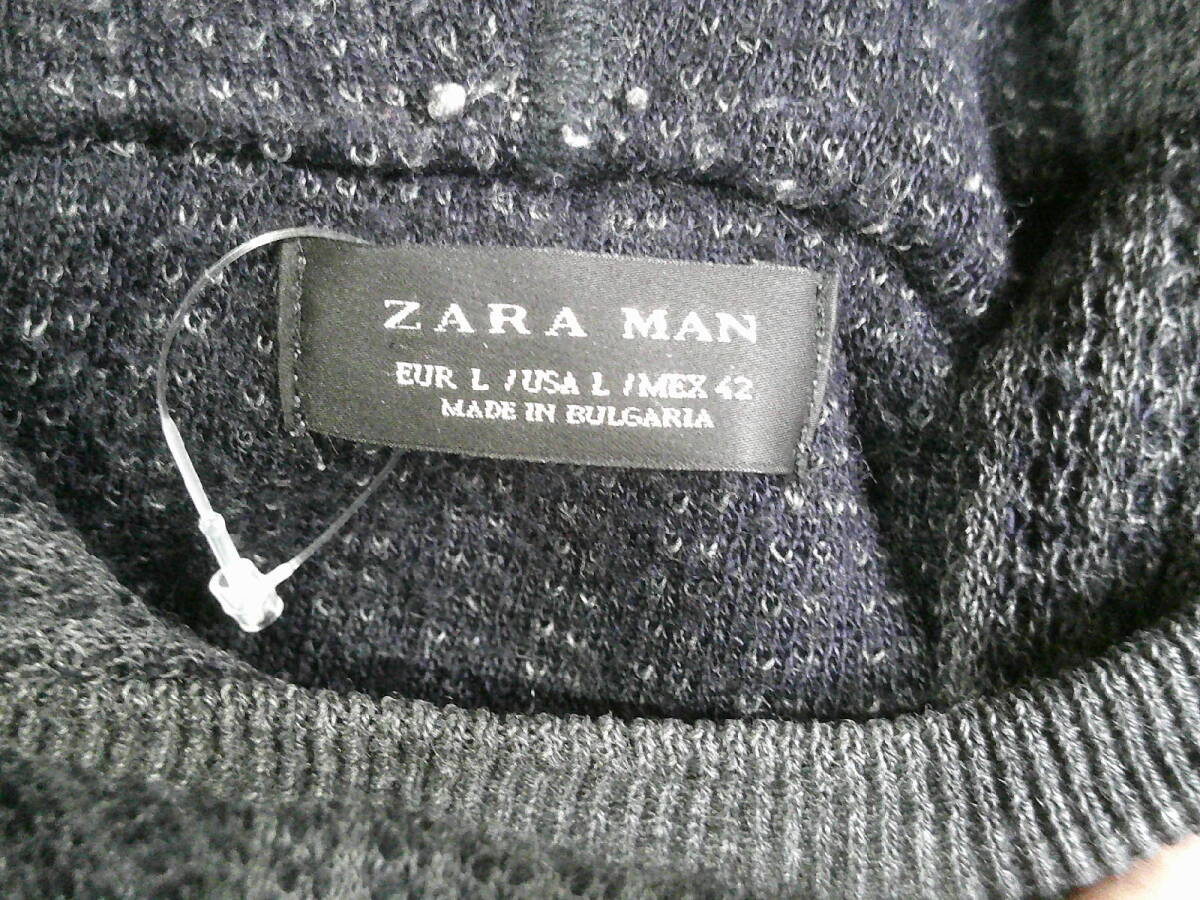 ZARA MAN
EUR L / USA L / MEX 42
MADE IN BULGARIA